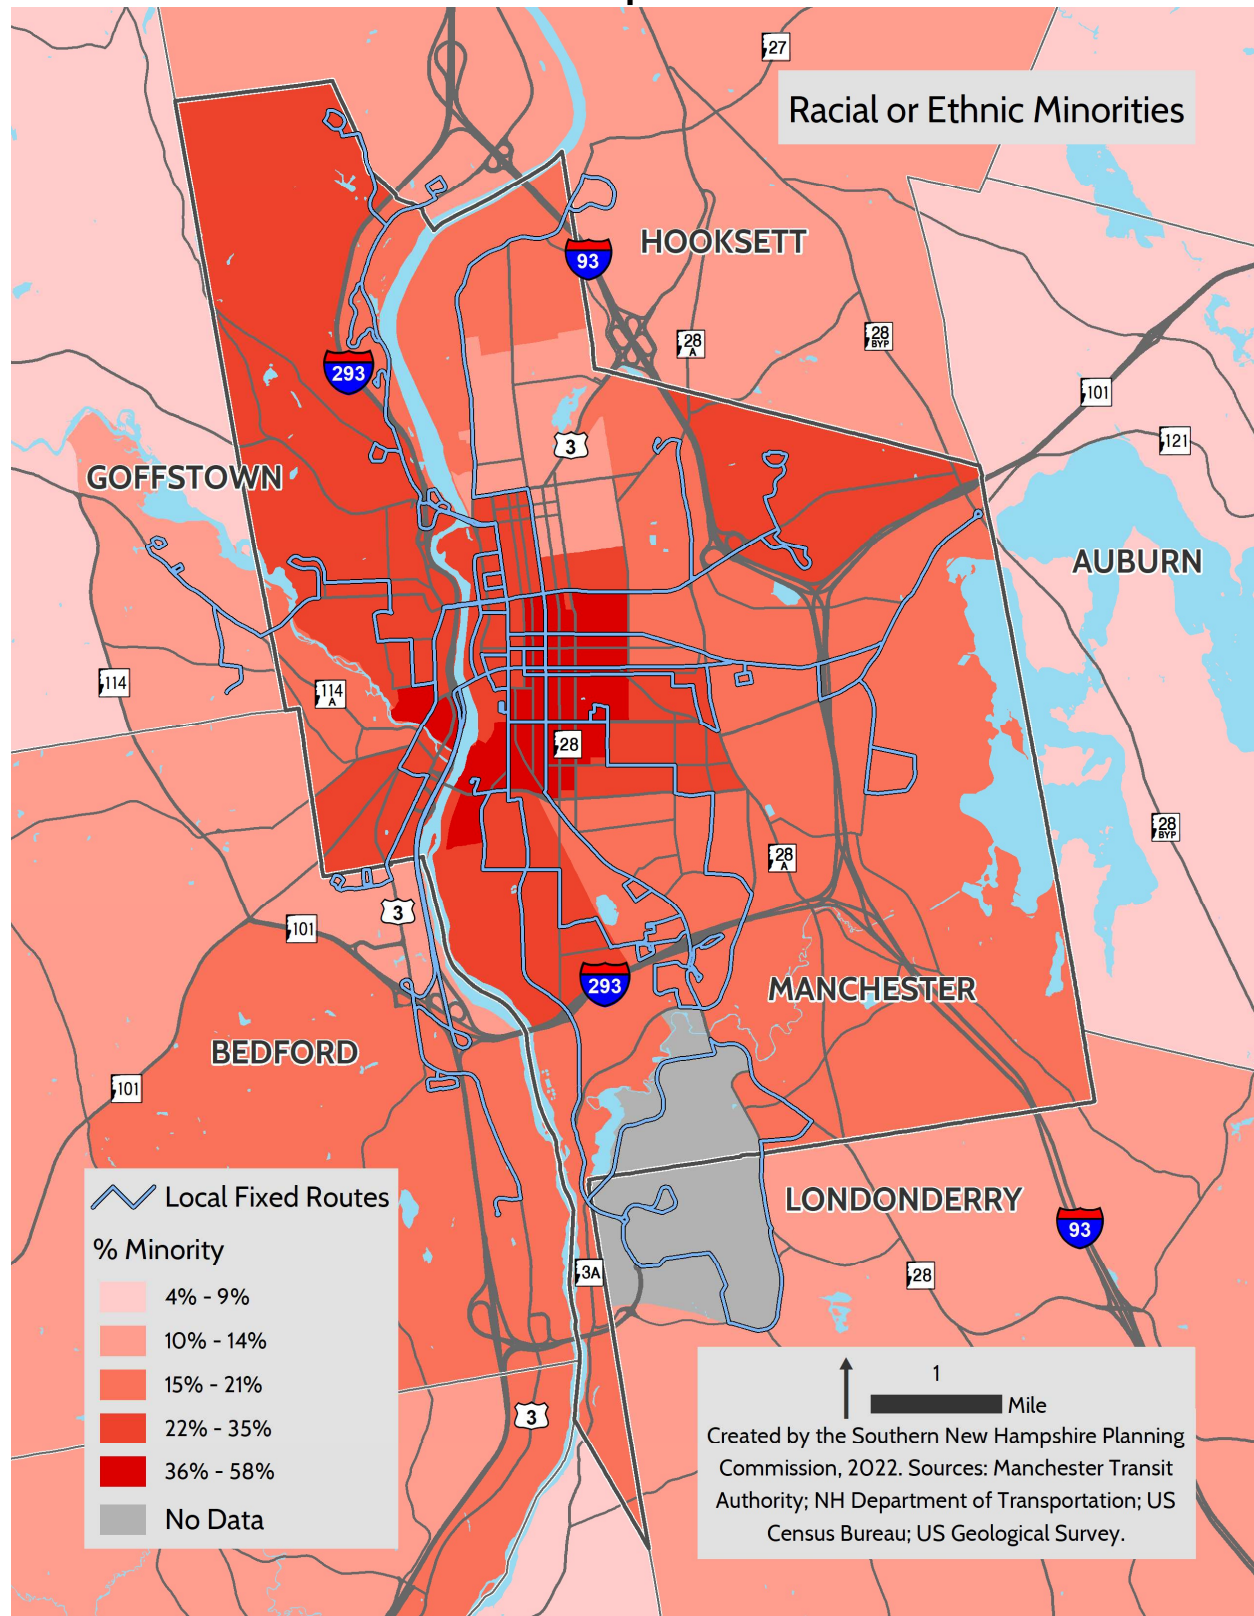 27
Racial or Ethnic Minorities
HOOKSETT
93
28
A
28
BYP
293
101
3
121
GOFFSTOWN
AUBURN
114
114
A
28
28
BYP
28
A
3
101
293
MANCHESTER
BEDFORD
101
Local Fixed Routes
LONDONDERRY
93
% Minority
3A
28
4% - 9%
10% - 14%
15% - 21%
22% - 35%
36% - 58%
No Data
1
Mile
3
Created by the Southern New Hampshire Planning
Commission, 2022. Sources: Manchester Transit
Authority; NH Department of Transportation; US
Census Bureau; US Geological Survey.